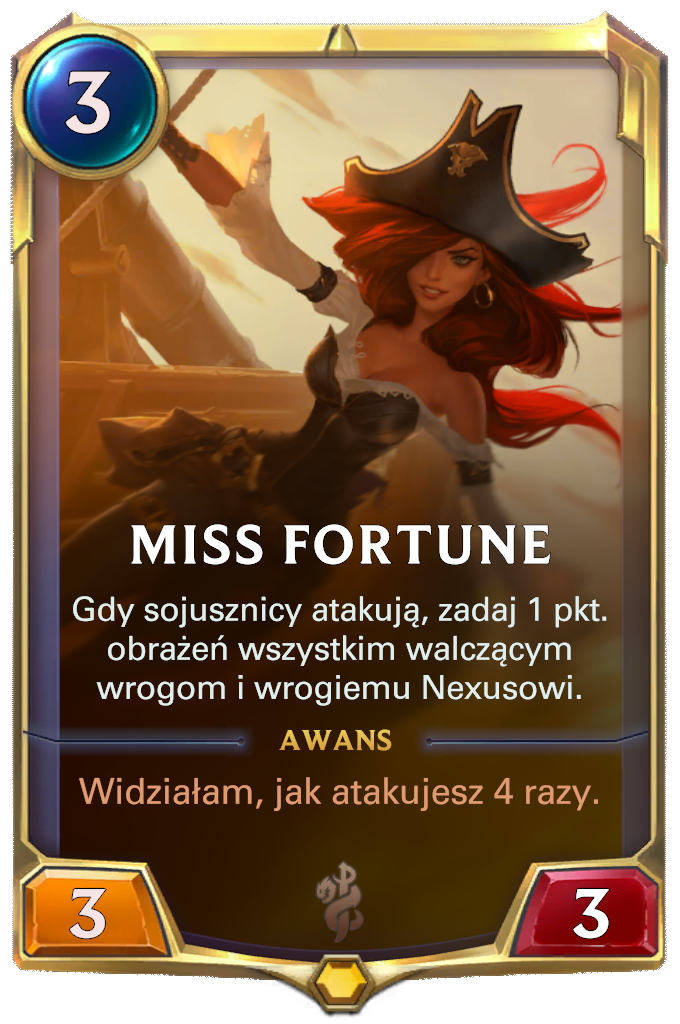 3
MISS FORTUNE
Gdy sojusznicy atakują, zadaj 1 pkt.
obrażeń wszystkim walczącym
wrogom i wrogiemu Nexusowi.
AWANS
Widziałam, jak atakujesz 4 razy.
3
3